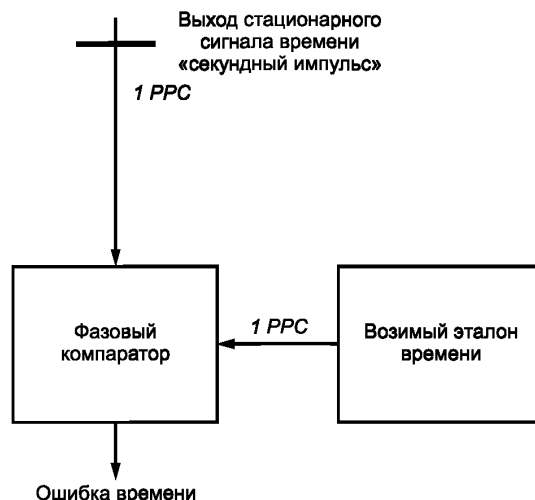 Выход стационарного
сигнала времени
«секундный импульс»
1 PPC
Фазовый
компаратор
1 PPC
Возимый эталон
времени
Ошибка времени